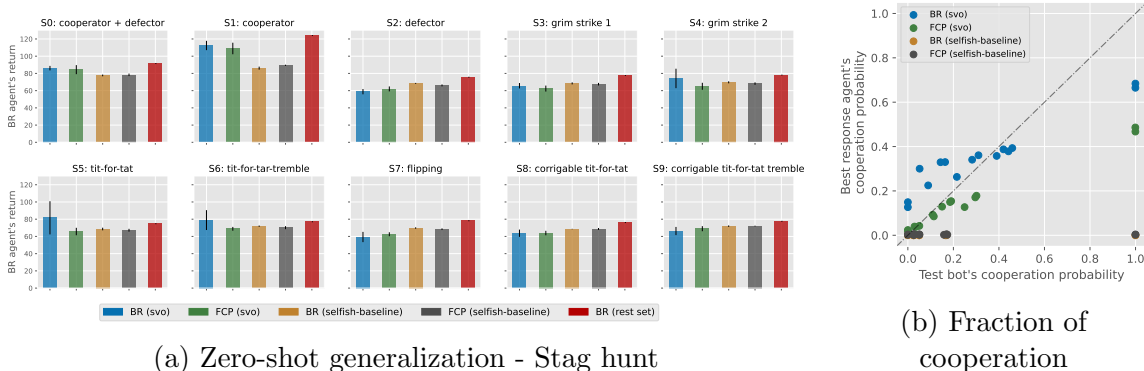 S0: cooperator + defector
S1: cooperator
S2: defector
S3: grim strike 1
S4: grim strike 2
BR agent's return
120
100
80
60
40
20
0
S5: tit-for-tat
S6: tit-for-tar-tremble
S7: flipping
S8: corrigable tit-for-tat
S9: corrigable tit-for-tat tremble
BR agent's return
120
100
80
60
40
20
0
BR (svo)
FCP (svo)
BR (selfish-baseline)
FCP (selfish-baseline)
BR (rest set)
(a) Zero-shot generalization - Stag hunt
BR (svo)
FCP (svo)
BR (selfish-baseline)
FCP (selfish-baseline)
Best response agent's
cooperation probability
1.0
0.8
0.6
0.4
0.2
0.0
0.0 0.2 0.4 0.6 0.8 1.0
Test bot's cooperation probability
(b) Fraction of
cooperation